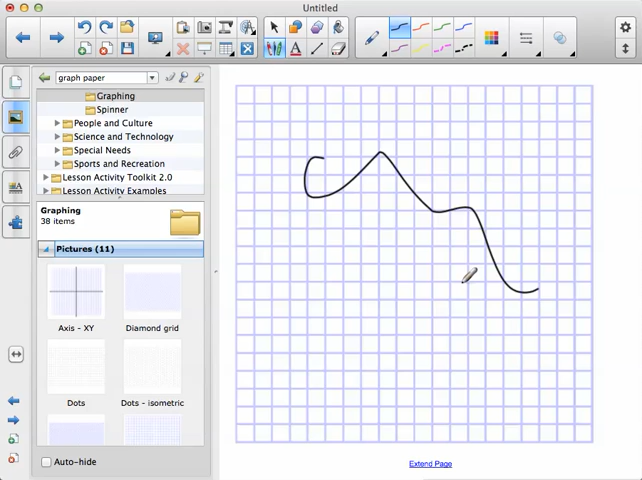 Untitled
graph paper
Graphing
Spinner
People and Culture
Science and Technology
Special Needs
Sports and Recreation
Lesson Activity Toolkit 2.0
Lesson Activity Examples
Graphing
38 items
Pictures (11)
Axis - XY
Diamond grid
Dots
Dots - isometric
Auto-hide
Extend Page